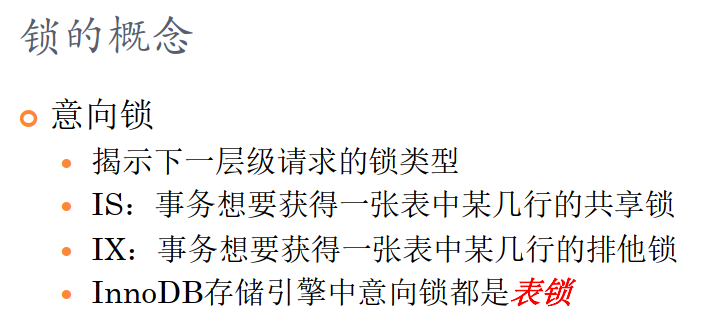 锁的概念
意向锁
揭示下一层级请求的锁类型
IS：事务想要获得一张表中某几行的共享锁
IX：事务想要获得一张表中某几行的排他锁
InnoDB存储引擎中意向锁都是表锁